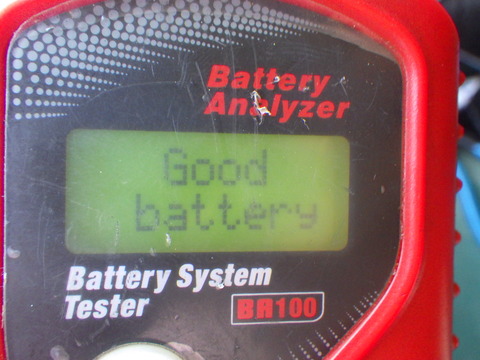 Battery
Analyzer
Good
battery
Battery System
Tester
BA100